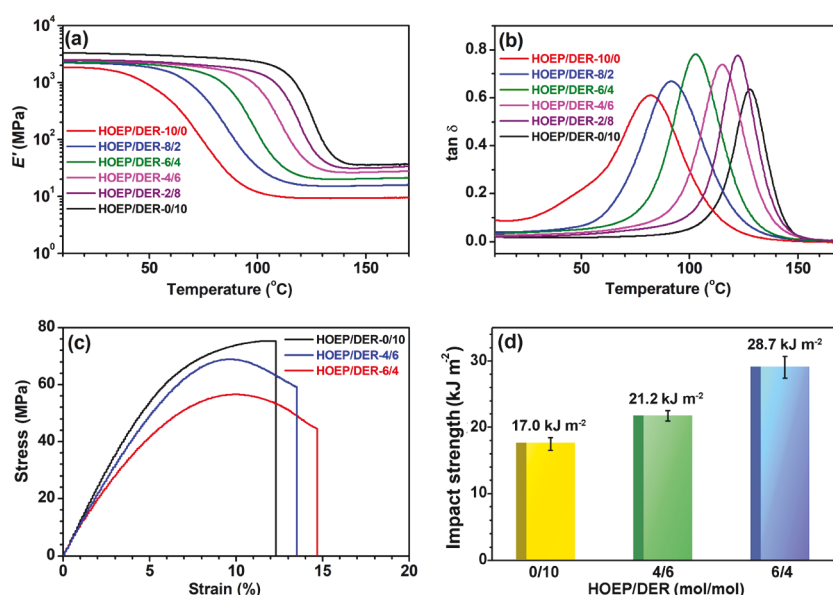 (a)
E' (MPa)
10⁴
10³
10²
10¹
10⁰
HOEP/DER-10/0
HOEP/DER-8/2
HOEP/DER-6/4
HOEP/DER-4/6
HOEP/DER-2/8
HOEP/DER-0/10
50 100 150
Temperature (°C)
(b)
tan δ
0.8
0.6
0.4
0.2
0.0
HOEP/DER-10/0
HOEP/DER-8/2
HOEP/DER-6/4
HOEP/DER-4/6
HOEP/DER-2/8
HOEP/DER-0/10
50 100 150
Temperature (°C)
(c)
Stress (MPa)
80
60
40
20
0
HOEP/DER-0/10
HOEP/DER-4/6
HOEP/DER-6/4
0 5 10 15 20
Strain (%)
(d)
Impact strength (kJ m⁻²)
30
20
10
0
17.0 kJ m⁻²
21.2 kJ m⁻²
28.7 kJ m⁻²
0/10 4/6 6/4
HOEP/DER (mol/mol)